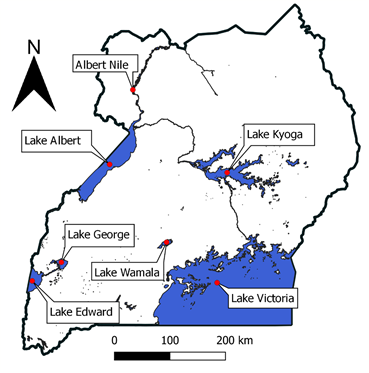 N
Albert Nile
Lake Albert
Lake Kyoga
Lake George
Lake Wamala
Lake Victoria
Lake Edward
0 100 200 km